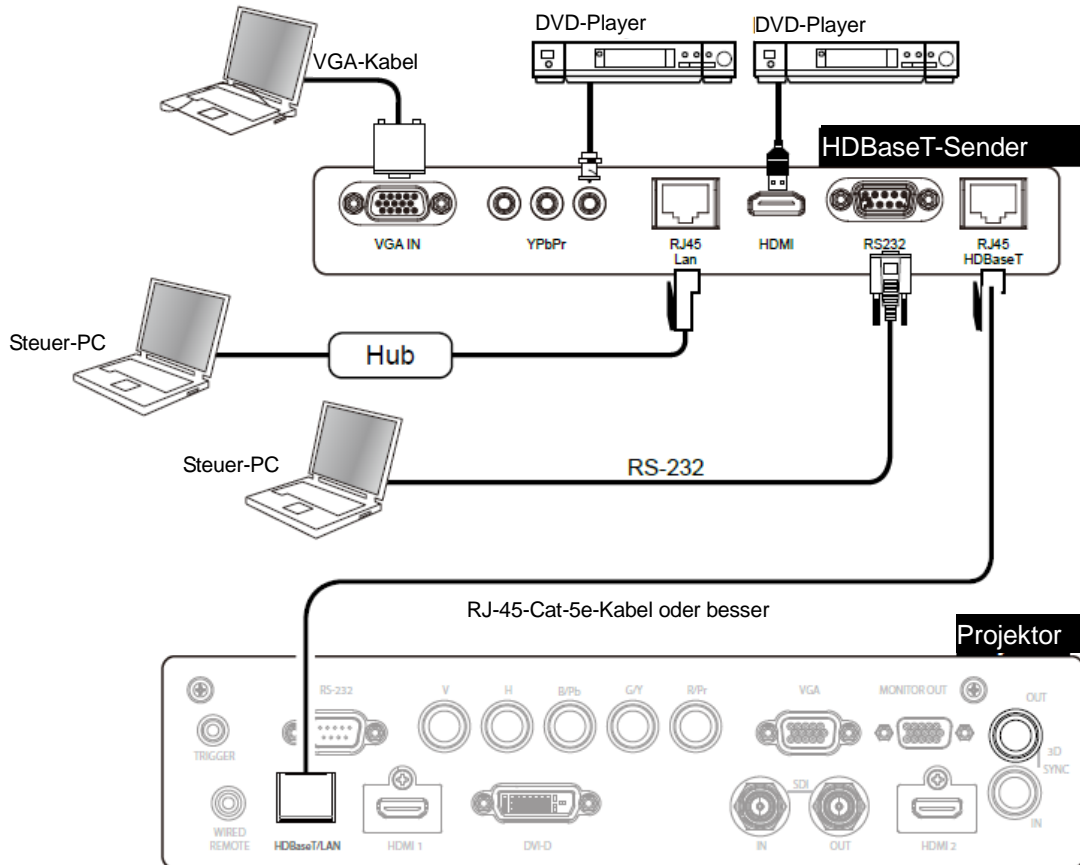 DVD-Player
DVD-Player
VGA-Kabel
HDBaseT-Sender
VGA IN
YPbPr
RJ45
Lan
HDMI
RS232
RJ45
HDBaseT
Steuer-PC
Hub
Steuer-PC
RS-232
RJ-45-Cat-5e-Kabel oder besser
Projektor
RS-232
V
H
B/Pb
G/Y
R/Pr
VGA
MONITOR OUT
OUT
TRIGGER
3D
SYNC
SDI
WIRED
REMOTE
HDBaseT/LAN
HDMI 1
DVI-D
IN
OUT
HDMI 2
IN